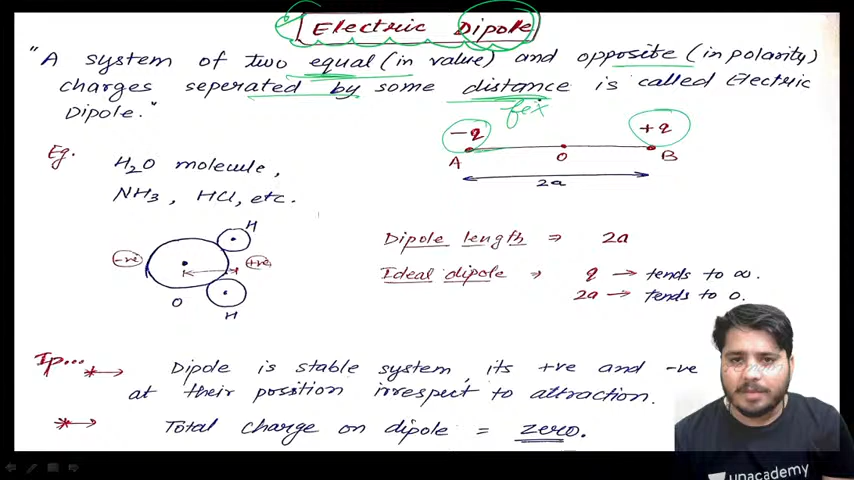 Electric Dipole
"A system of two equal (in value) and opposite (in polarity)
charges seperated by some distance is called Electric
Dipole."
fix
Eg. H2O molecule,
NH3, HCl, etc.
-q +q
A O B
2a
H
-ve +ve
O
H
Dipole length ⇒ 2a
Ideal dipole ⇒ q → tends to ∞.
2a → tends to 0.
Ip...
*→ Dipole is stable system, its +ve and -ve
at their position irrespect to attraction.
*→ Total charge on dipole = zero.
unacademy